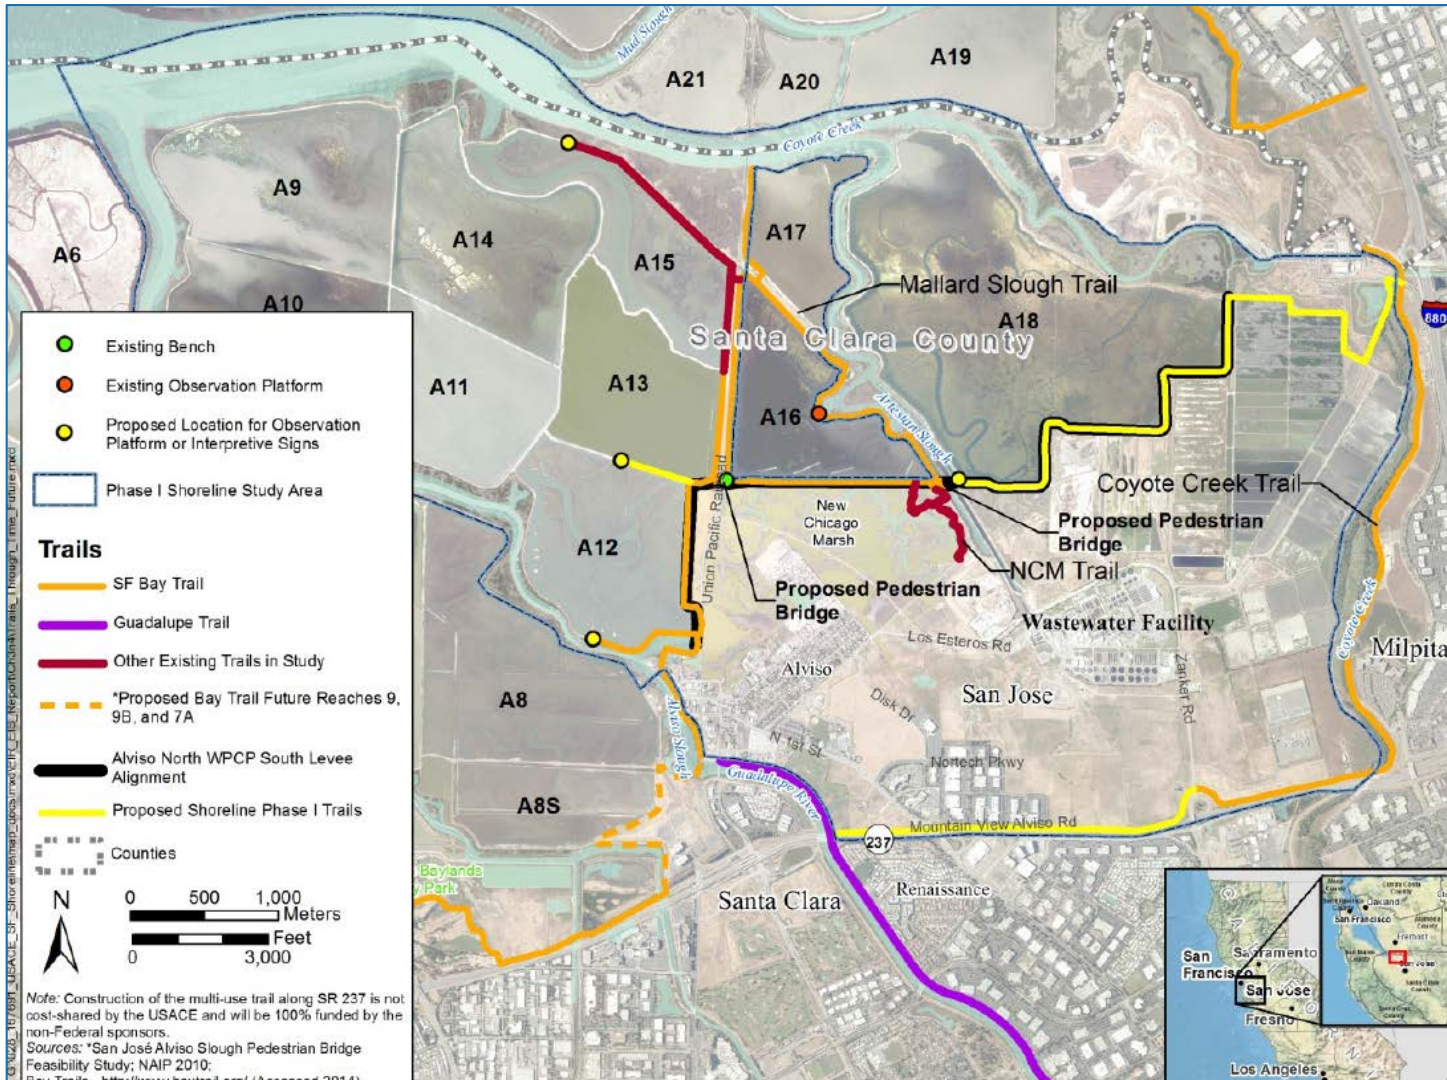 Mud Slough
A21
A20
A19
Coyote Creek
A9
A6
A14
A15
A17
Mallard Slough Trail
A10
A18
Santa Clara County
880
A11
A13
A16
Artesian Slough
Coyote Creek Trail
Union Pacific Railroad
New
Chicago
Marsh
Proposed Pedestrian
Bridge
A12
NCM Trail
Proposed Pedestrian
Bridge
Wastewater Facility
Los Esteros Rd
Coyote Creek
Milpita
Alviso
San Jose
Zanker Rd
Disk Dr
A8
Alviso Slough
N 1st St
Nortech Pkwy
Guadalupe River
A8S
Mountain View Alviso Rd
237
Baylands
Park
Santa Clara
Renaissance
Existing Bench
Existing Observation Platform
Proposed Location for Observation
Platform or Interpretive Signs
Phase I Shoreline Study Area
Trails
SF Bay Trail
Guadalupe Trail
Other Existing Trails in Study
*Proposed Bay Trail Future Reaches 9,
9B, and 7A
Alviso North WPCP South Levee
Alignment
Proposed Shoreline Phase I Trails
Counties
N
0 500 1,000
Meters
Feet
0 3,000
Note: Construction of the multi-use trail along SR 237 is not
cost-shared by the USACE and will be 100% funded by the
non-Federal sponsors.
Sources: *San José Alviso Slough Pedestrian Bridge
Feasibility Study; NAIP 2010;
San
Francisco
Sacramento
San Jose
Fresno
Los Angeles
Oakland
San Francisco
Fremont